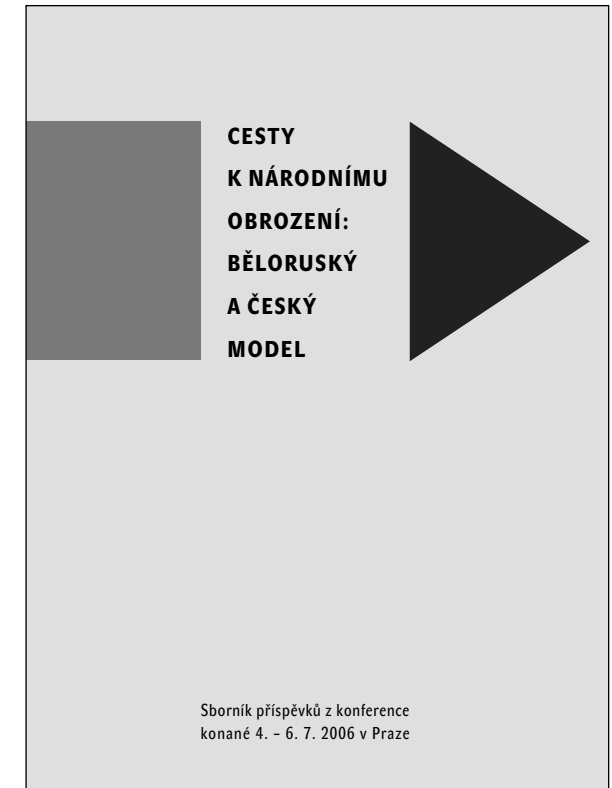 CESTY
K NÁRODNÍMU
OBROZENÍ:
BĚLORUSKÝ
A ČESKÝ
MODEL
Sborník příspěvků z konference
konané 4. – 6. 7. 2006 v Praze